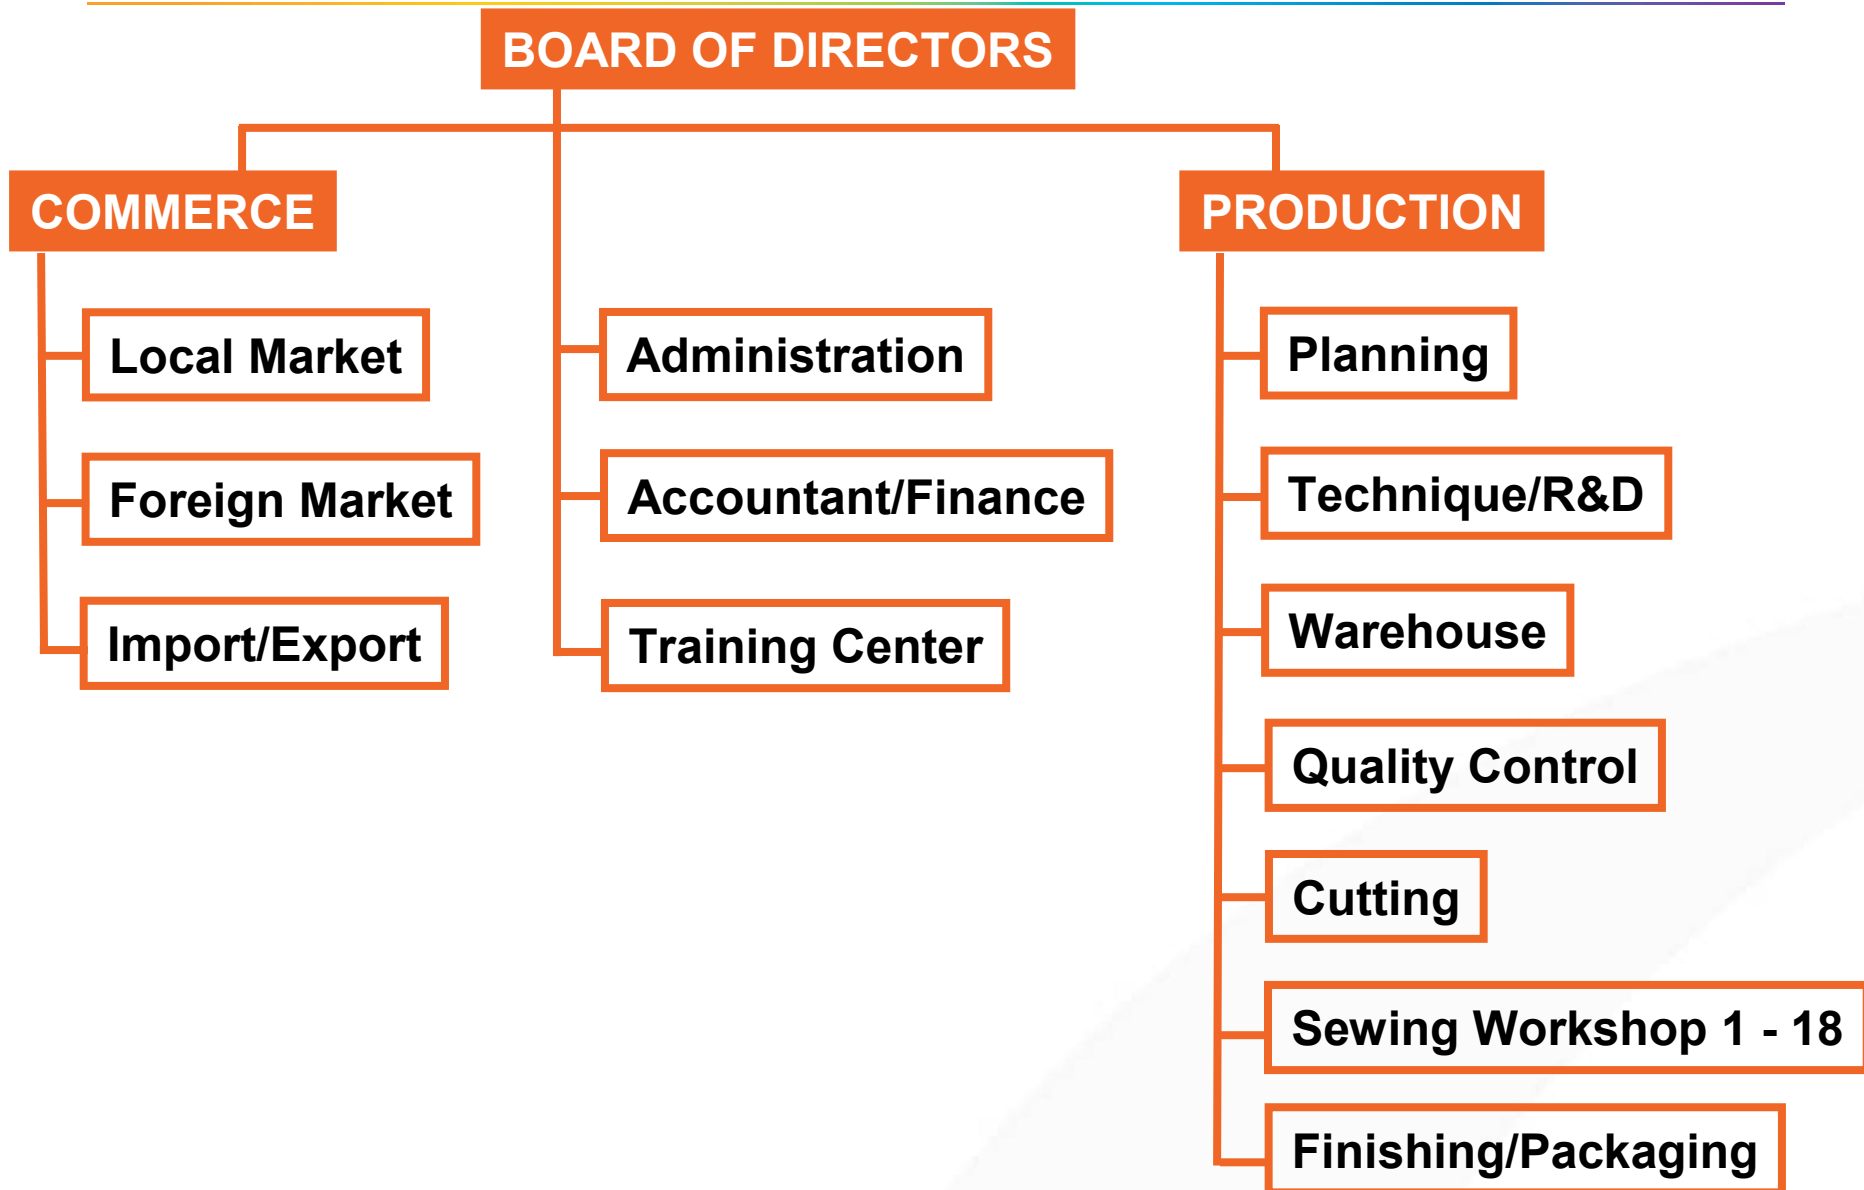 BOARD OF DIRECTORS
COMMERCE
Local Market
Foreign Market
Import/Export
Administration
Accountant/Finance
Training Center
PRODUCTION
Planning
Technique/R&D
Warehouse
Quality Control
Cutting
Sewing Workshop 1 - 18
Finishing/Packaging